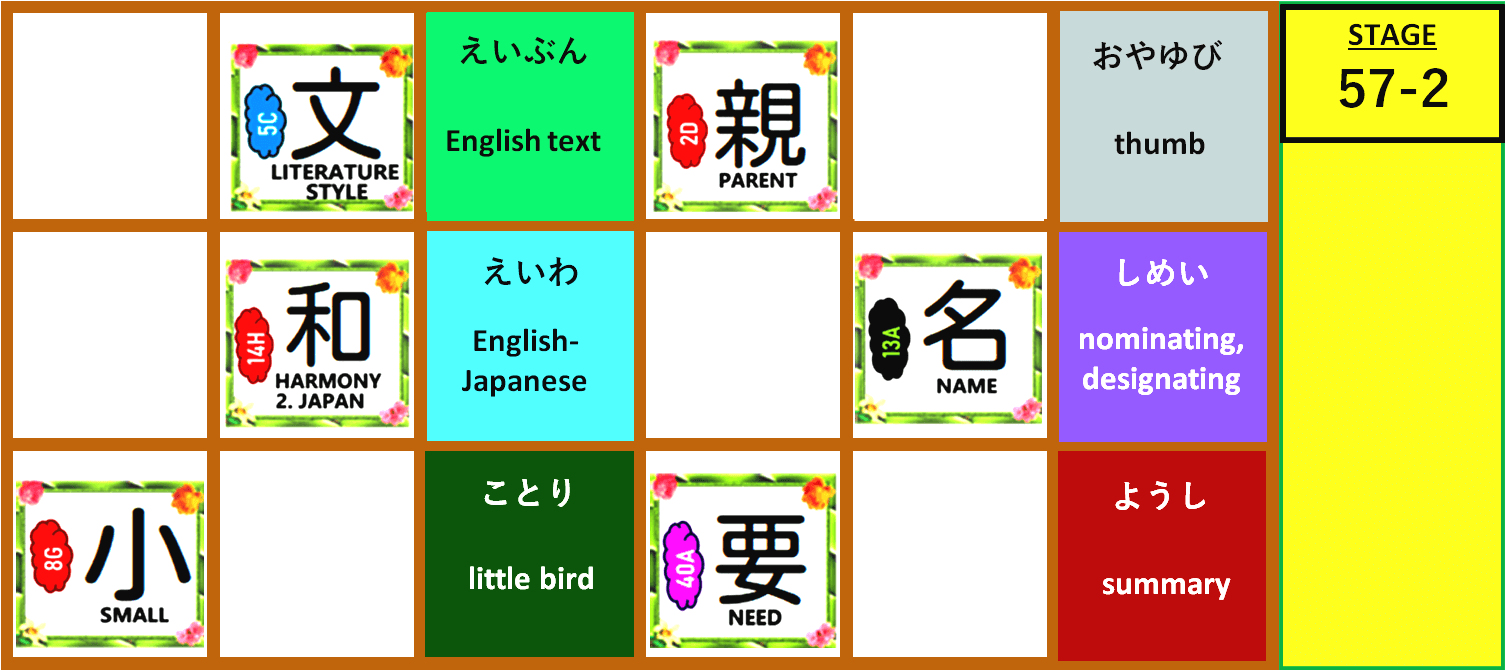 5C
文
LITERATURE
STYLE
えいぶん
English text
2D
親
PARENT
おやゆび
thumb
STAGE
57-2
14H
和
HARMONY
2. JAPAN
えいわ
English-
Japanese
13A
名
NAME
しめい
nominating,
designating
8G
小
SMALL
ことり
little bird
40A
要
NEED
ようし
summary